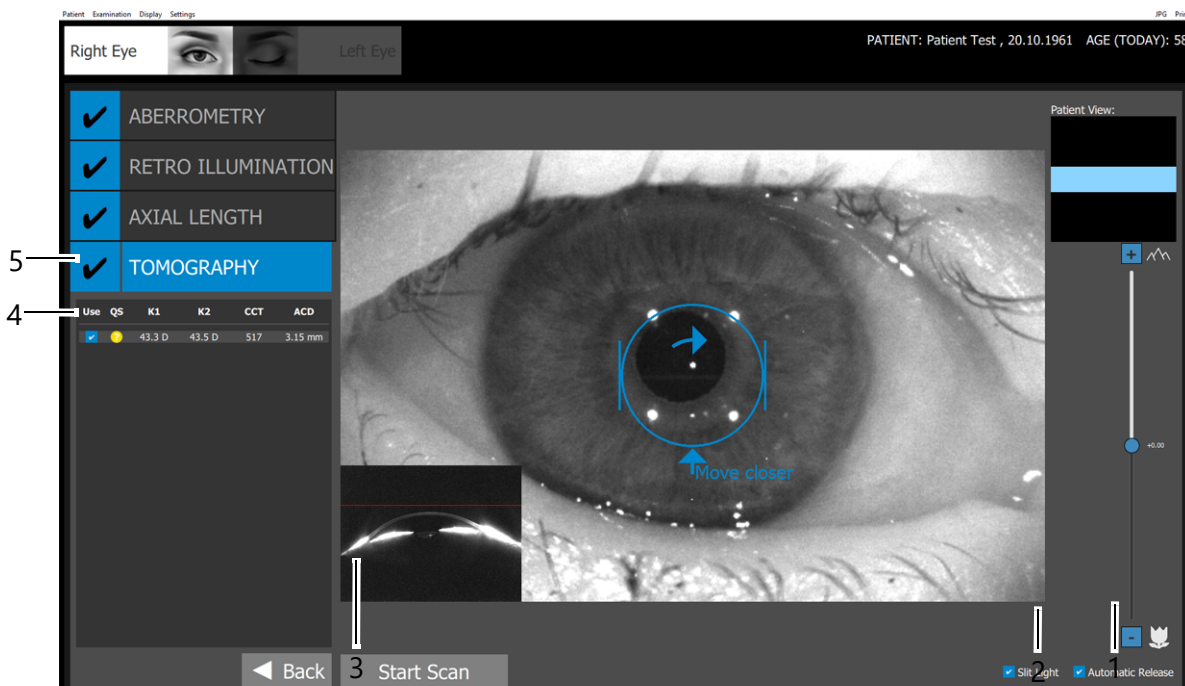 Patient Examination Display Settings JPG Pri
Right Eye Left Eye PATIENT: Patient Test , 20.10.1961 AGE (TODAY): 58
ABERROMETRY
Patient View:
RETRO ILLUMINATION
AXIAL LENGTH
5 TOMOGRAPHY
+
4 Use QS K1 K2 CCT ACD
? 43.3 D 43.5 D 517 3.15 mm
+0.00
Move closer
-
Back 3 Start Scan 2 1
Slit Light Automatic Release